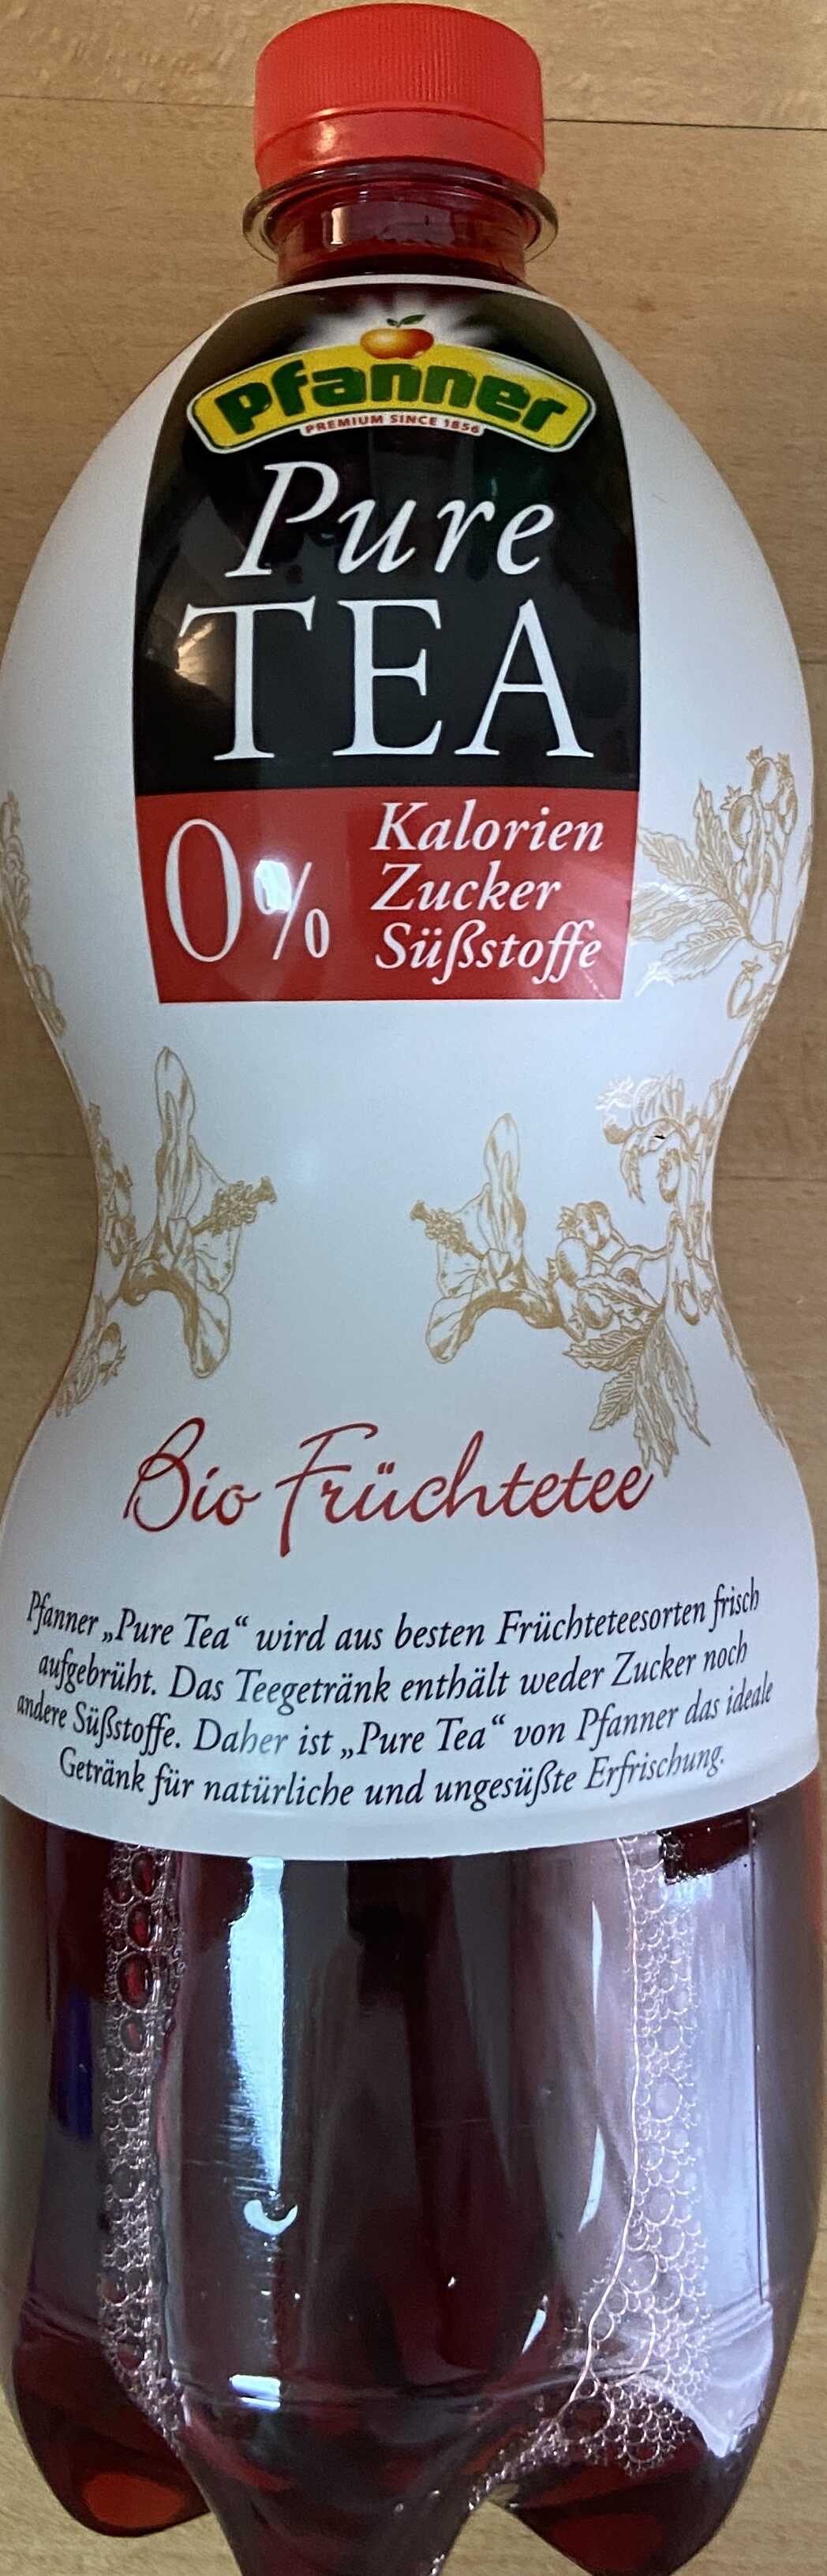 Pfanner
PREMIUM SINCE 1856
Pure
TEA
0% Kalorien
Zucker
Süßstoffe
Bio Früchtetee
Pfanner „Pure Tea“ wird aus besten Früchteteesorten frisch
aufgebrüht. Das Teegetränk enthält weder Zucker noch
andere Süßstoffe. Daher ist „Pure Tea“ von Pfanner das ideale
Getränk für natürliche und ungesüßte Erfrischung.